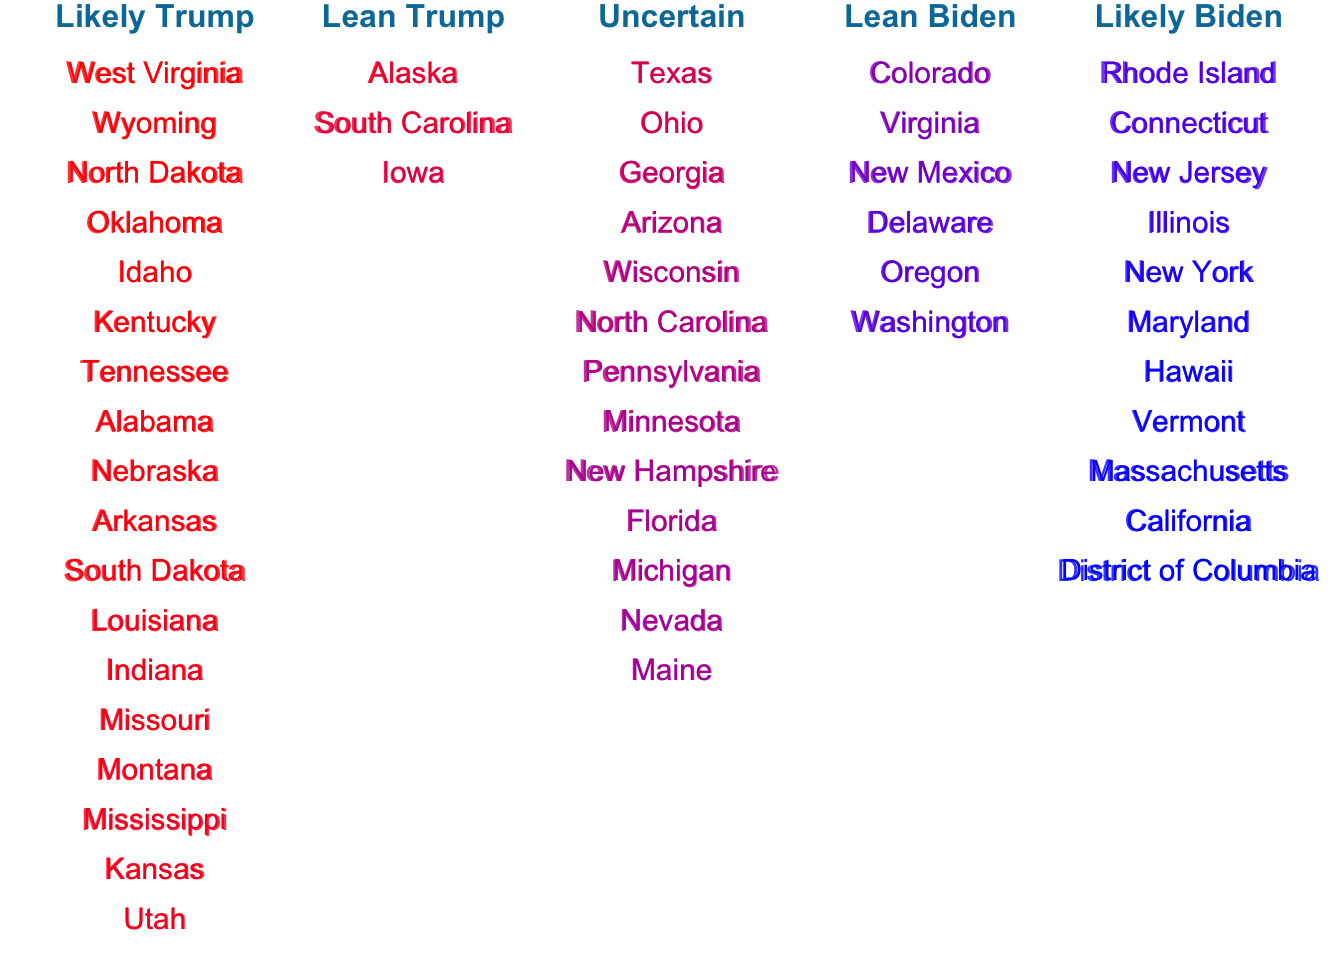 Likely Trump Lean Trump Uncertain Lean Biden Likely Biden
West Virginia Alaska Texas Colorado Rhode Island
Wyoming South Carolina Ohio Virginia Connecticut
North Dakota Iowa Georgia New Mexico New Jersey
Oklahoma Arizona Delaware Illinois
Idaho Wisconsin Oregon New York
Kentucky North Carolina Washington Maryland
Tennessee Pennsylvania Hawaii
Alabama Minnesota Vermont
Nebraska New Hampshire Massachusetts
Arkansas Florida California
South Dakota Michigan District of Columbia
Louisiana Nevada
Indiana Maine
Missouri
Montana
Mississippi
Kansas
Utah